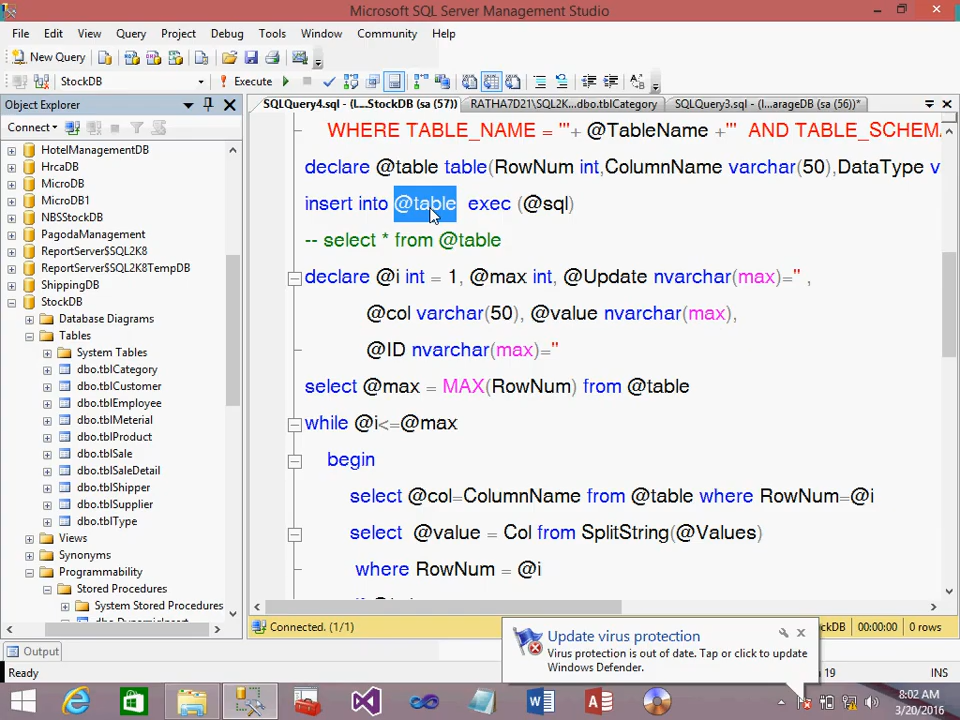 Microsoft SQL Server Management Studio
File Edit View Query Project Debug Tools Window Community Help
New Query
StockDB Execute
Object Explorer
SQLQuery4.sql - (l....StockDB (sa (57))* RATHA7D21\SQL2K...dbo.tblCategory SQLQuery3.sql - (l...arageDB (sa (56))*
Connect
HotelManagementDB
HrcaDB
MicroDB
MicroDB1
NBSStockDB
PagodaManagement
ReportServer$SQL2K8
ReportServer$SQL2K8TempDB
ShippingDB
StockDB
Database Diagrams
Tables
System Tables
dbo.tblCategory
dbo.tblCustomer
dbo.tblEmployee
dbo.tblMeterial
dbo.tblProduct
dbo.tblSale
dbo.tblSaleDetail
dbo.tblShipper
dbo.tblSupplier
dbo.tblType
Views
Synonyms
Programmability
Stored Procedures
System Stored Procedures
WHERE TABLE_NAME = '''+ @TableName +''' AND TABLE_SCHEMA
declare @table table(RowNum int,ColumnName varchar(50),DataType v
insert into @table exec (@sql)
-- select * from @table
declare @i int = 1, @max int, @Update nvarchar(max)='' ,
@col varchar(50), @value nvarchar(max),
@ID nvarchar(max)=''
select @max = MAX(RowNum) from @table
while @i<=@max
begin
select @col=ColumnName from @table where RowNum=@i
select @value = Col from SplitString(@Values)
where RowNum = @i
Connected. (1/1) ockDB 00:00:00 0 rows
Update virus protection
Virus protection is out of date. Tap or click to update
Windows Defender.
Output
Ready n 19 INS
8:02 AM
3/20/2016